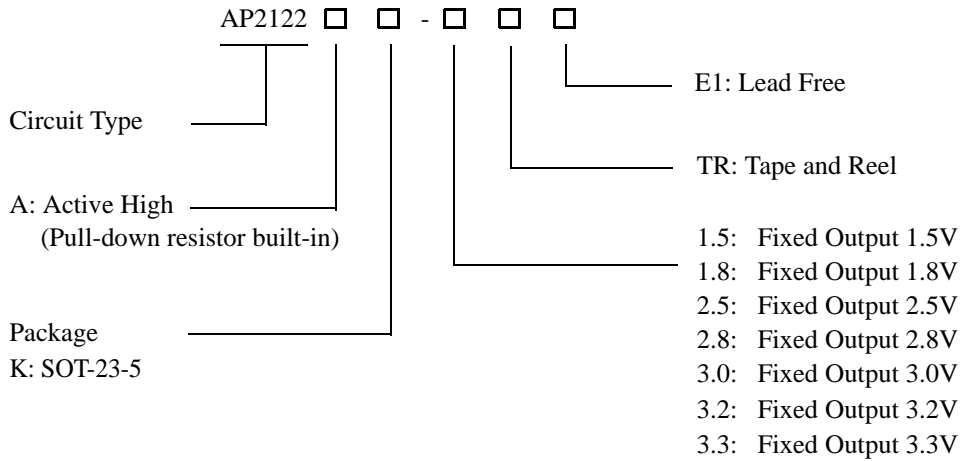 AP2122 □ □ - □ □ □
E1: Lead Free
Circuit Type
TR: Tape and Reel
A: Active High
(Pull-down resistor built-in)
1.5: Fixed Output 1.5V
1.8: Fixed Output 1.8V
2.5: Fixed Output 2.5V
Package
2.8: Fixed Output 2.8V
K: SOT-23-5
3.0: Fixed Output 3.0V
3.2: Fixed Output 3.2V
3.3: Fixed Output 3.3V